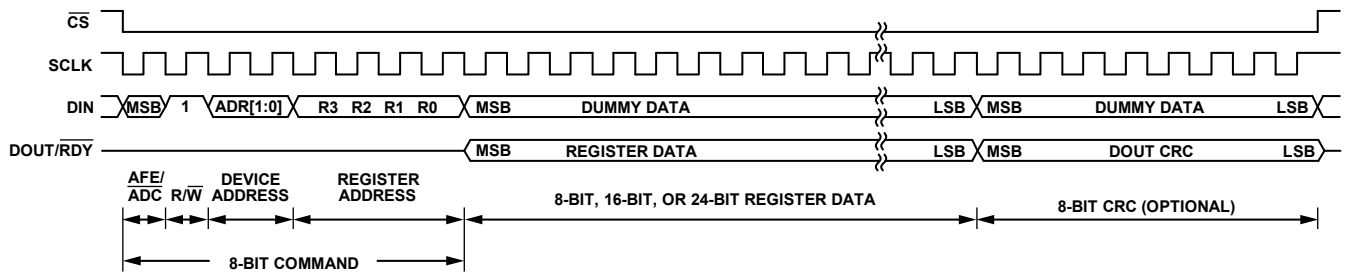 CS
SCLK
DIN MSB 1 ADR[1:0] R3 R2 R1 R0 MSB DUMMY DATA LSB MSB DUMMY DATA LSB
DOUT/RDY MSB REGISTER DATA LSB MSB DOUT CRC LSB
AFE/
ADC R/W DEVICE
ADDRESS REGISTER
ADDRESS 8-BIT, 16-BIT, OR 24-BIT REGISTER DATA 8-BIT CRC (OPTIONAL)
8-BIT COMMAND